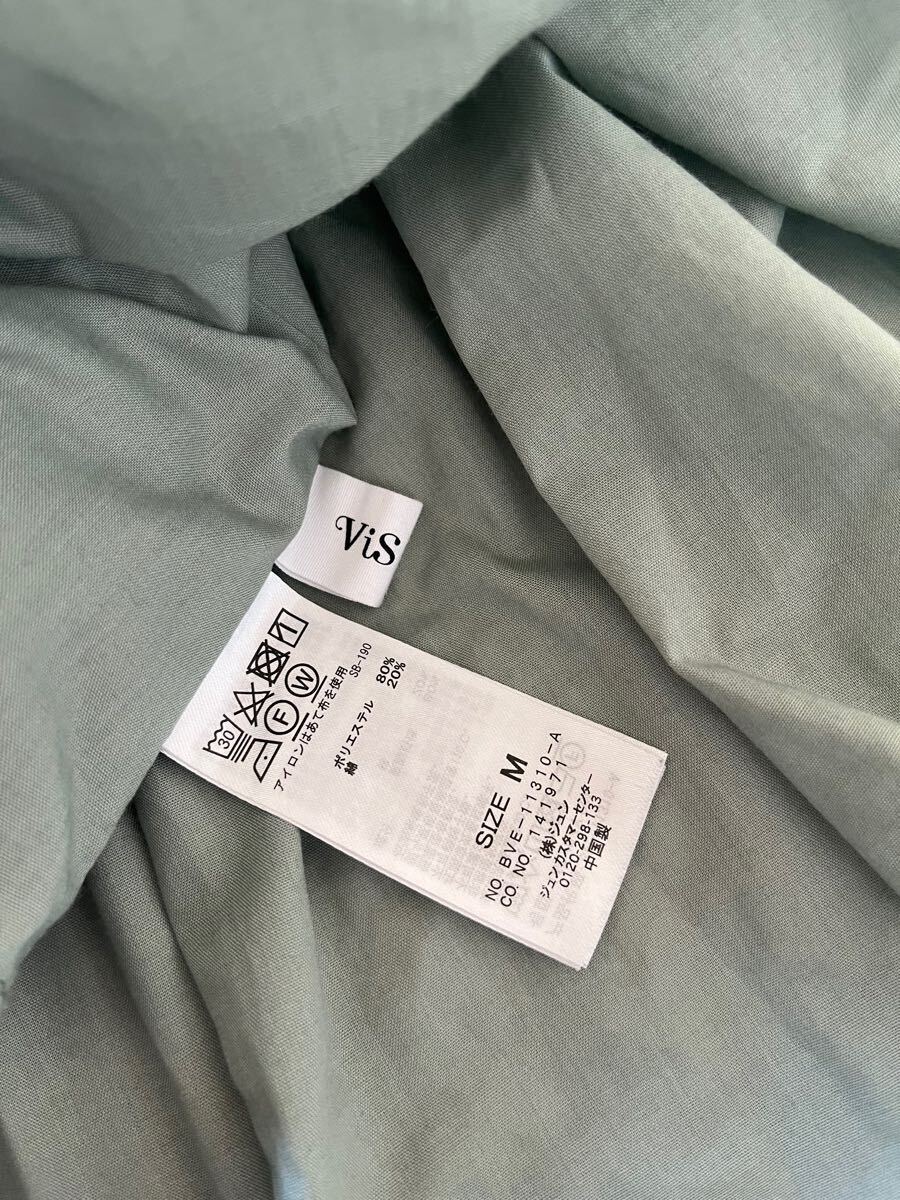 ViS
30
F W
アイロンはあて布を使用
SB-190
ポリエステル 80%
綿 20%
SIZE M
NO. BVE-11310-A
CO. NO. 141971
(株)ジュン
ジュンカスタマーセンター
0120-298-133
中国製